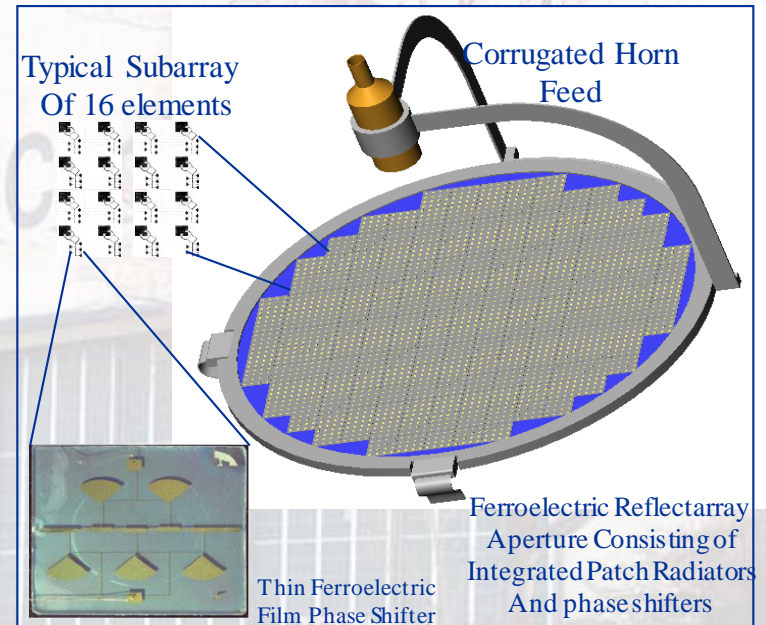 Typical Subarray
Of 16 elements
Corrugated Horn
Feed
Ferroelectric Reflectarray
Aperture Consisting of
Integrated Patch Radiators
And phase shifters
Thin Ferroelectric
Film Phase Shifter